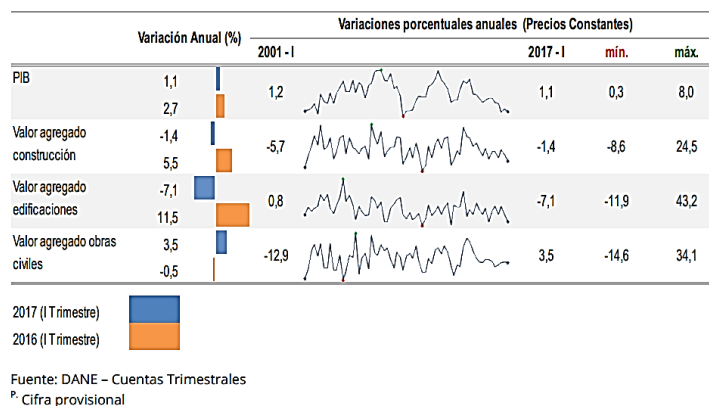 Variaciones porcentuales anuales (Precios Constantes)
Variación Anual (%)
2001 - I 2017 - I mín. máx.
PIB 1,1 1,2 1,1 0,3 8,0
2,7
Valor agregado construcción -1,4 -5,7 -1,4 -8,6 24,5
5,5
Valor agregado edificaciones -7,1 0,8 -7,1 -11,9 43,2
11,5
Valor agregado obras civiles 3,5 -12,9 3,5 -14,6 34,1
-0,5
2017 (I Trimestre)
2016 (I Trimestre)
Fuente: DANE – Cuentas Trimestrales
P. Cifra provisional